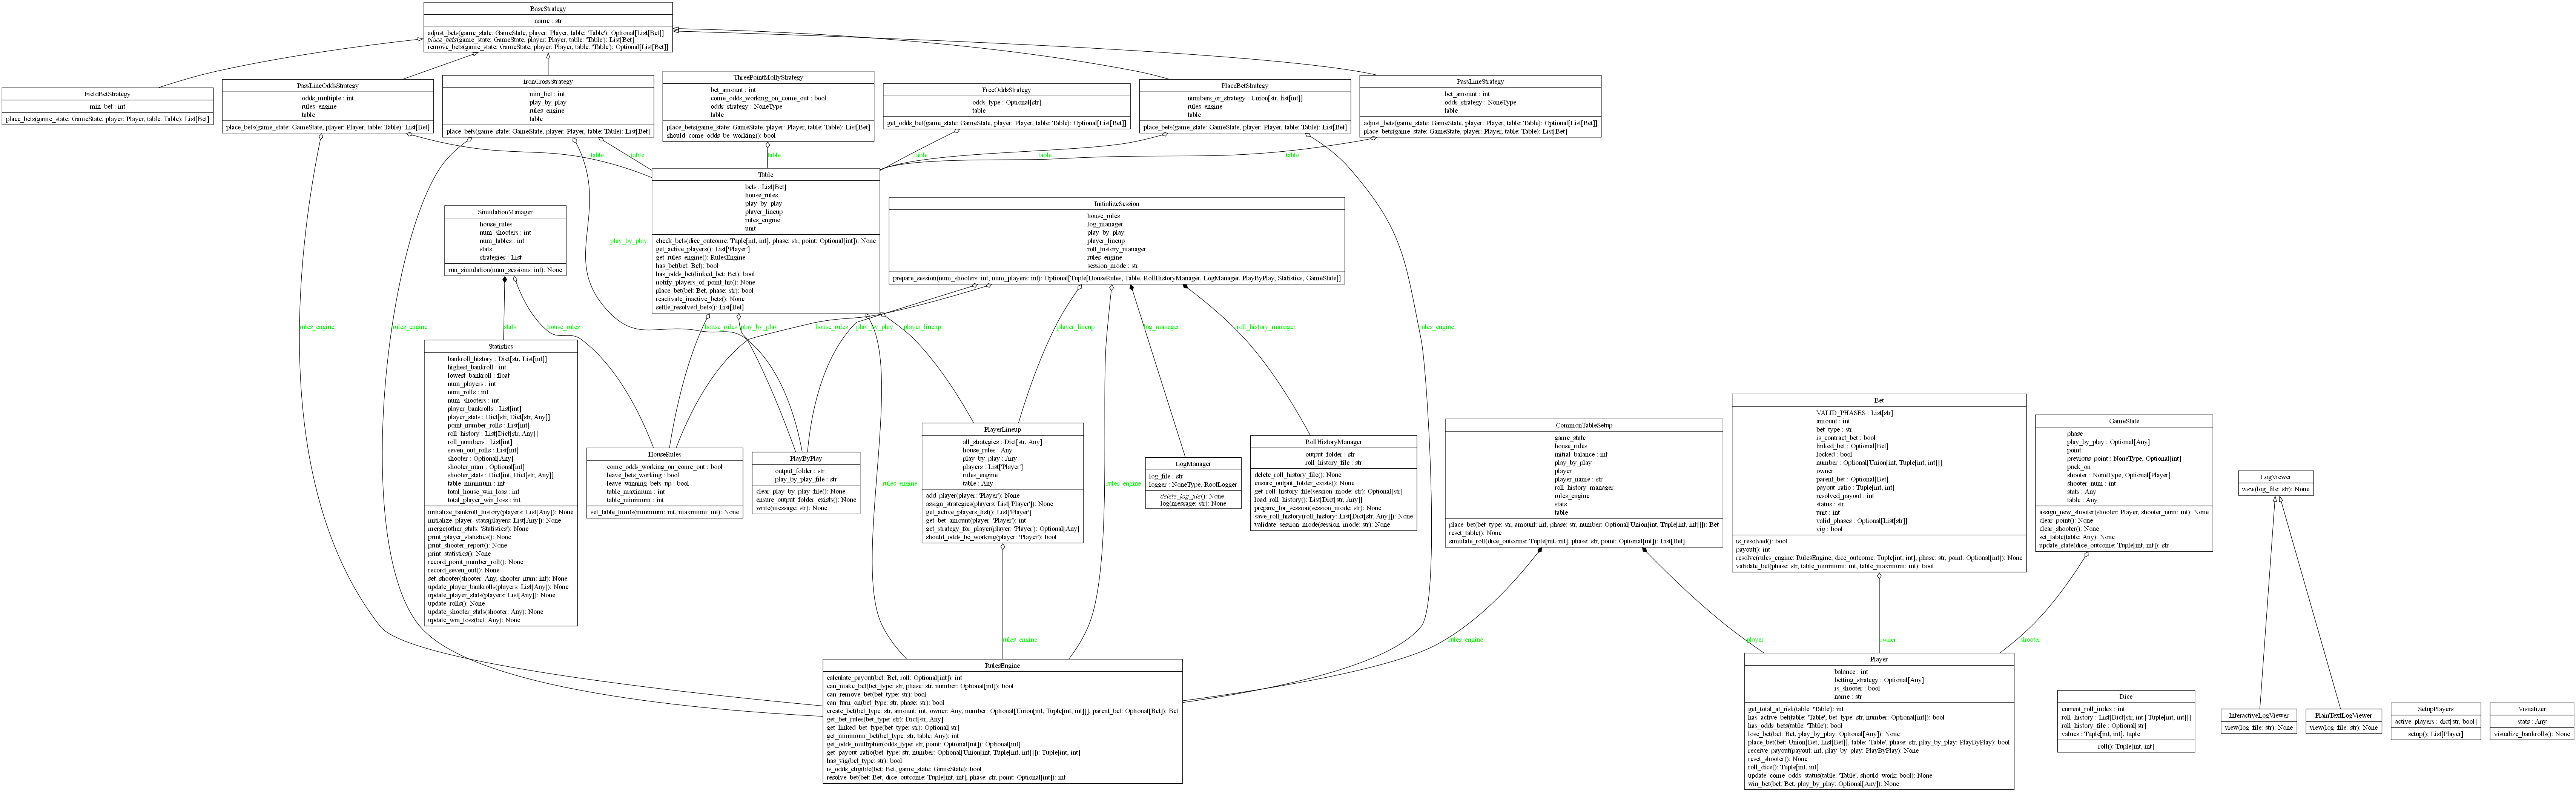 BaseStrategy
name : str
adjust_bets(game_state: GameState, player: Player, table: 'Table'): Optional[List[Bet]]
place_bets(game_state: GameState, player: Player, table: 'Table'): List[Bet]
remove_bets(game_state: GameState, player: Player, table: 'Table'): Optional[List[Bet]]
FieldBetStrategy
min_bet : int
place_bets(game_state: GameState, player: Player, table: Table): List[Bet]
PassLineOddsStrategy
odds_multiple : int
rules_engine
table
place_bets(game_state: GameState, player: Player, table: Table): List[Bet]
IronCrossStrategy
min_bet : int
play_by_play
rules_engine
table
place_bets(game_state: GameState, player: Player, table: Table): List[Bet]
ThreePointMollyStrategy
bet_amount : int
come_odds_working_on_come_out : bool
odds_strategy : NoneType
place_bets(game_state: GameState, player: Player, table: Table): List[Bet]
should_come_odds_be_working(): bool
FreeOddsStrategy
odds_type : Optional[str]
table
get_odds_bet(game_state: GameState, player: Player, table: Table): Optional[List[Bet]]
PlaceBetStrategy
numbers_or_strategy : Union[str, list[int]]
rules_engine
table
place_bets(game_state: GameState, player: Player, table: Table): List[Bet]
PassLineStrategy
bet_amount : int
odds_strategy : NoneType
table
adjust_bets(game_state: GameState, player: Player, table: Table): Optional[List[Bet]]
place_bets(game_state: GameState, player: Player, table: Table): List[Bet]
table
table
table
table
table
table
Table
bets : List[Bet]
house_rules
play_by_play
player_lineup
rules_engine
unit
check_bets(dice_outcome: Tuple[int, int], phase: str, point: Optional[int]): None
get_active_players(): List['Player']
get_rules_engine(): RulesEngine
has_bet(bet: Bet): bool
has_odds_bet(linked_bet: Bet): bool
notify_players_of_point_hit(): None
place_bet(bet: Bet, phase: str): bool
reactivate_inactive_bets(): None
settle_resolved_bets(): List[Bet]
SimulationManager
house_rules
num_shooters : int
num_tables : int
stats
strategies : List
run_simulation(num_sessions: int): None
play_by_play
InitializeSession
house_rules
log_manager
play_by_play
player_lineup
roll_history_manager
rules_engine
session_mode : str
prepare_session(num_shooters: int, num_players: int): Optional[Tuple[HouseRules, Table, RollHistoryManager, LogManager, PlayByPlay, Statistics, GameState]]
rules_engine
rules_engine
stats
house_rules
house_rules
play_by_play
house_rules
play_by_play
player_lineup
player_lineup
log_manager
roll_history_manager
rules_engine
Statistics
bankroll_history : Dict[str, List[int]]
highest_bankroll : int
lowest_bankroll : float
num_players : int
num_rolls : int
num_shooters : int
player_bankrolls : List[int]
player_stats : Dict[str, Dict[str, Any]]
point_number_rolls : List[int]
roll_history : List[Dict[str, Any]]
roll_numbers : List[int]
seven_out_rolls : List[int]
shooter : Optional[Any]
shooter_num : Optional[int]
shooter_stats : Dict[int, Dict[str, Any]]
table_minimum : int
total_house_win_loss : int
total_player_win_loss : int
initialize_bankroll_history(players: List[Any]): None
initialize_player_stats(players: List[Any]): None
merge(other_stats: 'Statistics'): None
print_player_statistics(): None
print_shooter_report(): None
print_statistics(): None
record_point_number_roll(): None
record_seven_out(): None
set_shooter(shooter: Any, shooter_num: int): None
update_player_bankrolls(players: List[Any]): None
update_player_stats(players: List[Any]): None
update_rolls(): None
update_shooter_stats(shooter: Any): None
update_win_loss(bet: Any): None
HouseRules
come_odds_working_on_come_out : bool
leave_bets_working : bool
leave_winning_bets_up : bool
table_maximum : int
table_minimum : int
set_table_limits(minimum: int, maximum: int): None
PlayByPlay
output_folder : str
play_by_play_file : str
clear_play_by_play_file(): None
ensure_output_folder_exists(): None
write(message: str): None
PlayerLineup
all_strategies : Dict[str, Any]
house_rules : Any
play_by_play : Any
players : List['Player']
rules_engine
table : Any
add_player(player: 'Player'): None
assign_strategies(players: List['Player']): None
get_active_players_list(): List['Player']
get_bet_amount(player: 'Player'): int
get_strategy_for_player(player: 'Player'): Optional[Any]
should_odds_be_working(player: 'Player'): bool
LogManager
log_file : str
logger : NoneType, RootLogger
delete_log_file(): None
log(message: str): None
RollHistoryManager
output_folder : str
roll_history_file : str
delete_roll_history_file(): None
ensure_output_folder_exists(): None
get_roll_history_file(session_mode: str): Optional[str]
load_roll_history(): List[Dict[str, Any]]
prepare_for_session(session_mode: str): None
save_roll_history(roll_history: List[Dict[str, Any]]): None
validate_session_mode(session_mode: str): None
CommonTableSetup
game_state
house_rules
initial_balance : int
play_by_play
player
player_name : str
roll_history_manager
rules_engine
stats
table
place_bet(bet_type: str, amount: int, phase: str, number: Optional[Union[int, Tuple[int, int]]]): Bet
reset_table(): None
simulate_roll(dice_outcome: Tuple[int, int], phase: str, point: Optional[int]): List[Bet]
Bet
VALID_PHASES : List[str]
amount : int
bet_type : str
is_contract_bet : bool
linked_bet : Optional[Bet]
locked : bool
number : Optional[Union[int, Tuple[int, int]]]
owner
parent_bet : Optional[Bet]
payout_ratio : Tuple[int, int]
resolved_payout : int
status : str
unit : int
valid_phases : Optional[List[str]]
vig : bool
is_resolved(): bool
payout(): int
resolve(rules_engine: RulesEngine, dice_outcome: Tuple[int, int], phase: str, point: Optional[int]): None
validate_bet(phase: str, table_minimum: int, table_maximum: int): bool
GameState
phase
play_by_play : Optional[Any]
point
previous_point : NoneType, Optional[int]
puck_on
shooter : NoneType, Optional[Player]
shooter_num : int
stats : Any
table : Any
assign_new_shooter(shooter: Player, shooter_num: int): None
clear_point(): None
clear_shooter(): None
set_table(table: Any): None
update_state(dice_outcome: Tuple[int, int]): str
LogViewer
view(log_file: str): None
rules_engine
rules_engine
rules_engine
rules_engine
player
owner
shooter
RulesEngine
calculate_payout(bet: Bet, roll: Optional[int]): int
can_make_bet(bet_type: str, phase: str, number: Optional[int]): bool
can_remove_bet(bet_type: str): bool
can_turn_on(bet_type: str, phase: str): bool
create_bet(bet_type: str, amount: int, owner: Any, number: Optional[Union[int, Tuple[int, int]]], parent_bet: Optional[Bet]): Bet
get_bet_rules(bet_type: str): Dict[str, Any]
get_linked_bet_type(bet_type: str): Optional[str]
get_minimum_bet(bet_type: str, table: Any): int
get_odds_multiplier(odds_type: str, point: Optional[int]): Optional[int]
get_payout_ratio(bet_type: str, number: Optional[Union[int, Tuple[int, int]]]): Tuple[int, int]
has_vig(bet_type: str): bool
is_odds_eligible(bet: Bet, game_state: GameState): bool
resolve_bet(bet: Bet, dice_outcome: Tuple[int, int], phase: str, point: Optional[int]): int
Player
balance : int
betting_strategy : Optional[Any]
is_shooter : bool
name : str
get_total_at_risk(table: 'Table'): int
has_active_bet(table: 'Table', bet_type: str, number: Optional[int]): bool
has_odds_bets(table: 'Table'): bool
lose_bet(bet: Bet, play_by_play: Optional[Any]): None
place_bet(bet: Union[Bet, List[Bet]], table: 'Table', phase: str, play_by_play: PlayByPlay): bool
receive_payout(payout: int, play_by_play: PlayByPlay): None
reset_shooter(): None
roll_dice(): Tuple[int, int]
update_come_odds_status(table: 'Table', should_work: bool): None
win_bet(bet: Bet, play_by_play: Optional[Any]): None
Dice
current_roll_index : int
roll_history : List[Dict[str, int | Tuple[int, int]]]
roll_history_file : Optional[str]
values : Tuple[int, int], tuple
roll(): Tuple[int, int]
InteractiveLogViewer
view(log_file: str): None
PlainTextLogViewer
view(log_file: str): None
SetupPlayers
active_players : dict[str, bool]
setup(): List[Player]
Visualizer
stats : Any
visualize_bankrolls(): None